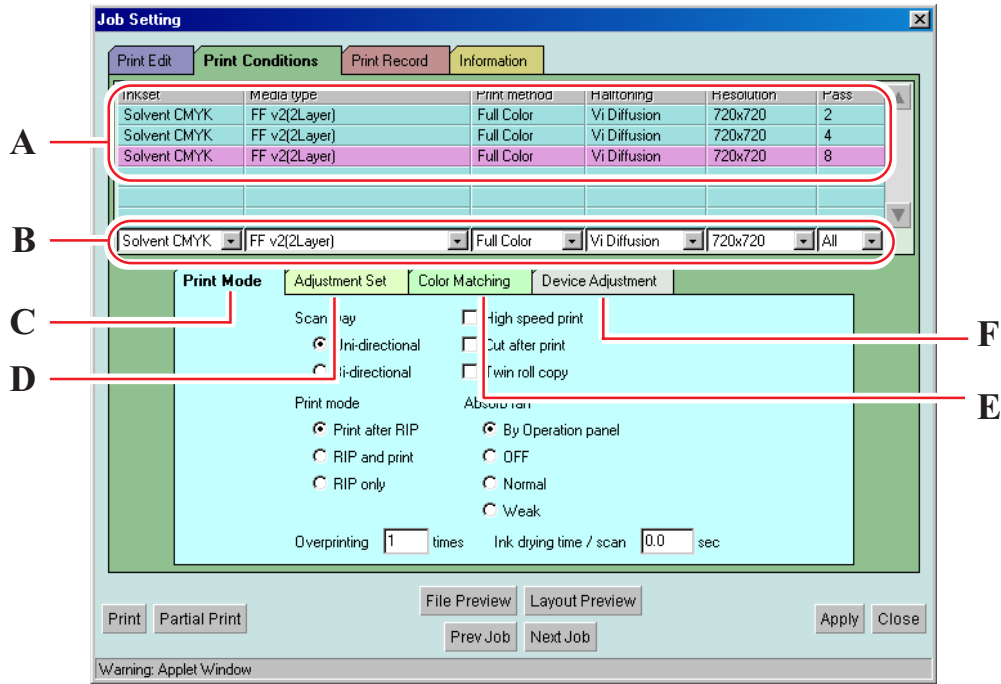 Job Setting
Print Edit Print Conditions Print Record Information
Inkset Media type Print method Halftoning Resolution Pass
Solvent CMYK FF v2(2Layer) Full Color Vi Diffusion 720x720 2
Solvent CMYK FF v2(2Layer) Full Color Vi Diffusion 720x720 4
Solvent CMYK FF v2(2Layer) Full Color Vi Diffusion 720x720 8
A
B
Solvent CMYK FF v2(2Layer) Full Color Vi Diffusion 720x720 All
Print Mode Adjustment Set Color Matching Device Adjustment
C
D
F
E
Scan way High speed print
Uni-directional Cut after print
Bi-directional Twin roll copy
Print mode Absorb fan
Print after RIP By Operation panel
RIP and print OFF
RIP only Normal
Weak
Overprinting 1 times Ink drying time / scan 0.0 sec
File Preview Layout Preview
Print Partial Print Apply Close
Prev Job Next Job
Warning: Applet Window